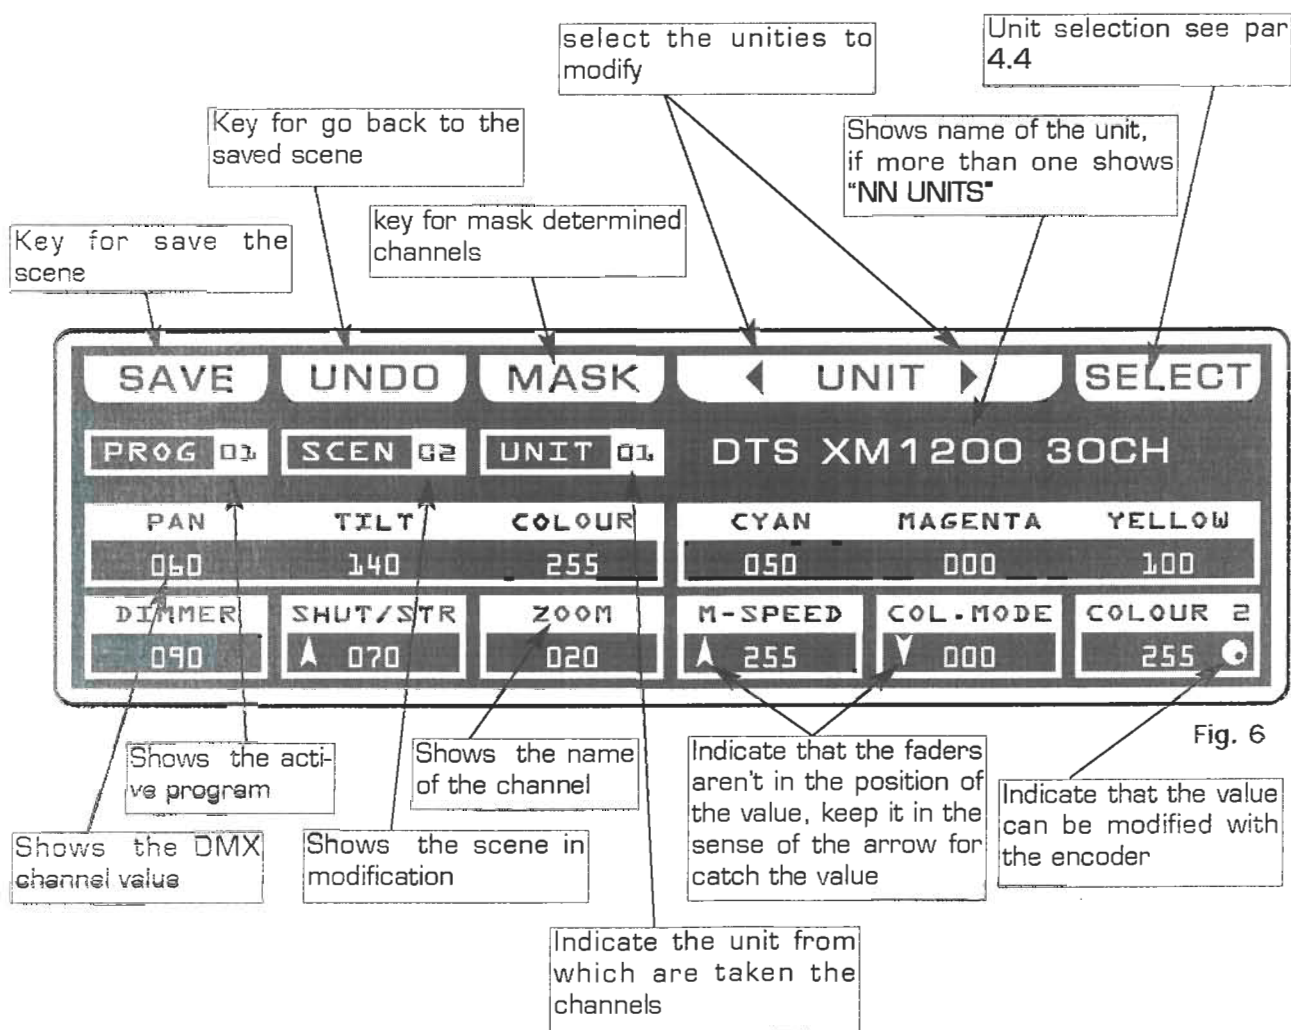 select the unities to
modify
Unit selection see par
4.4
Key for go back to the
saved scene
Shows name of the unit,
if more than one shows
"NN UNITS"
key for mask determined
channels
Key for save the
scene
SAVE UNDO MASK UNIT SELECT
PROG 01 SCEN 02 UNIT 01 DTS XM1200 30CH
PAN TILT COLOUR CYAN MAGENTA YELLOW
060 140 255 050 000 100
DIMMER SHUT/STR ZOOM M-SPEED COL.MODE COLOUR 2
090 070 020 255 000 255
Fig. 6
Shows the acti-
ve program
Shows the name
of the channel
Indicate that the faders
aren't in the position of
the value, keep it in the
sense of the arrow for
catch the value
Indicate that the value
can be modified with
the encoder
Shows the DMX
channel value
Shows the scene in
modification
Indicate the unit from
which are taken the
channels